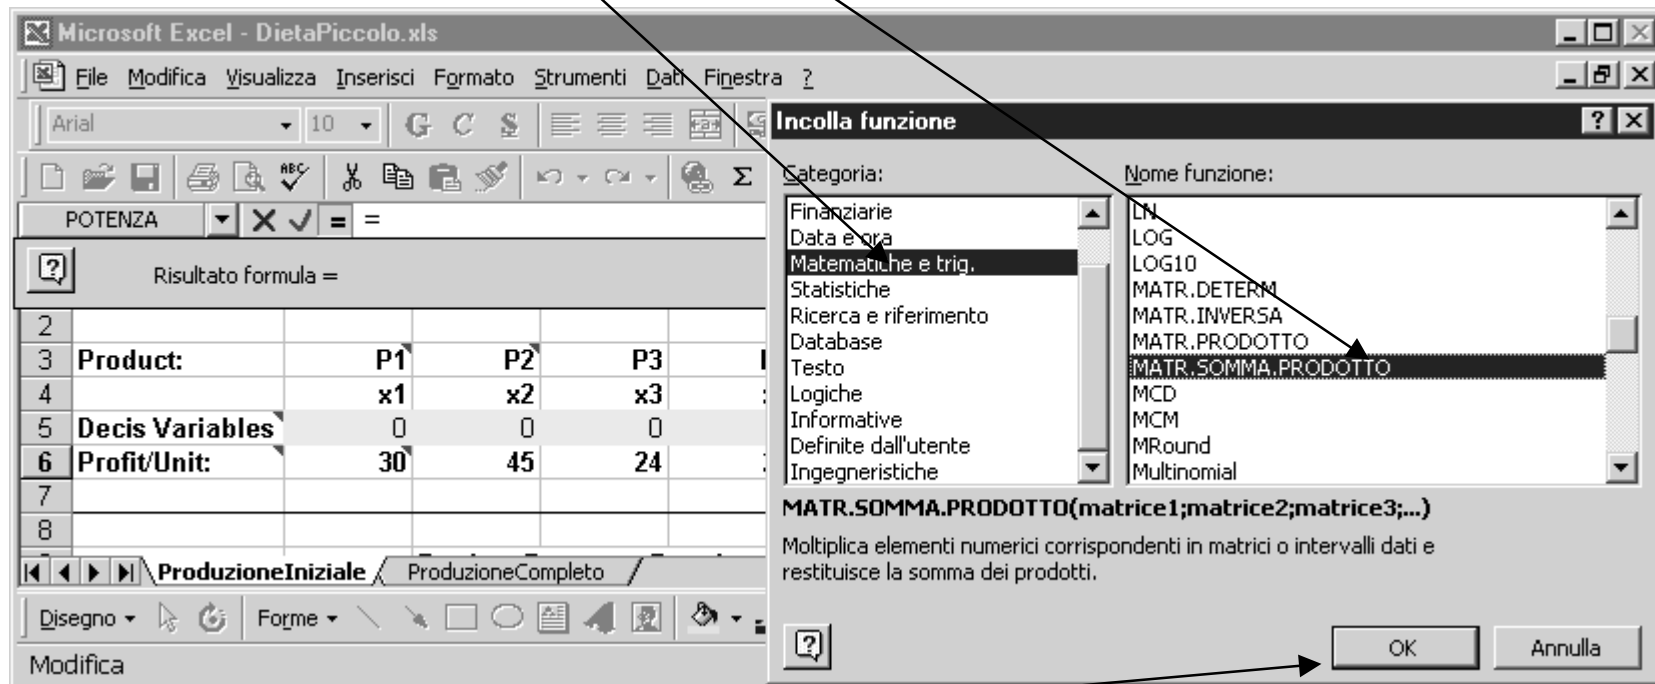 Microsoft Excel - DietaPiccolo.xls
File Modifica Visualizza Inserisci Formato Strumenti Dati Finestra ?
Arial 10 G C S
ABC Σ
POTENZA = =
Risultato formula =
2
3 Product: P1 P2 P3
4 x1 x2 x3
5 Decis Variables 0 0 0
6 Profit/Unit: 30 45 24
7
8
ProduzioneIniziale ProduzioneCompleto
Disegno Forme
Modifica
Incolla funzione
Categoria:
Finanziarie
Data e ora
Matematiche e trig.
Statistiche
Ricerca e riferimento
Database
Testo
Logiche
Informative
Definite dall'utente
Ingegneristiche
Nome funzione:
LN
LOG
LOG10
MATR.DETERM
MATR.INVERSA
MATR.PRODOTTO
MATR.SOMMA.PRODOTTO
MCD
MCM
MRound
Multinomial
MATR.SOMMA.PRODOTTO(matrice1;matrice2;matrice3;...)
Moltiplica elementi numerici corrispondenti in matrici o intervalli dati e
restituisce la somma dei prodotti.
OK Annulla